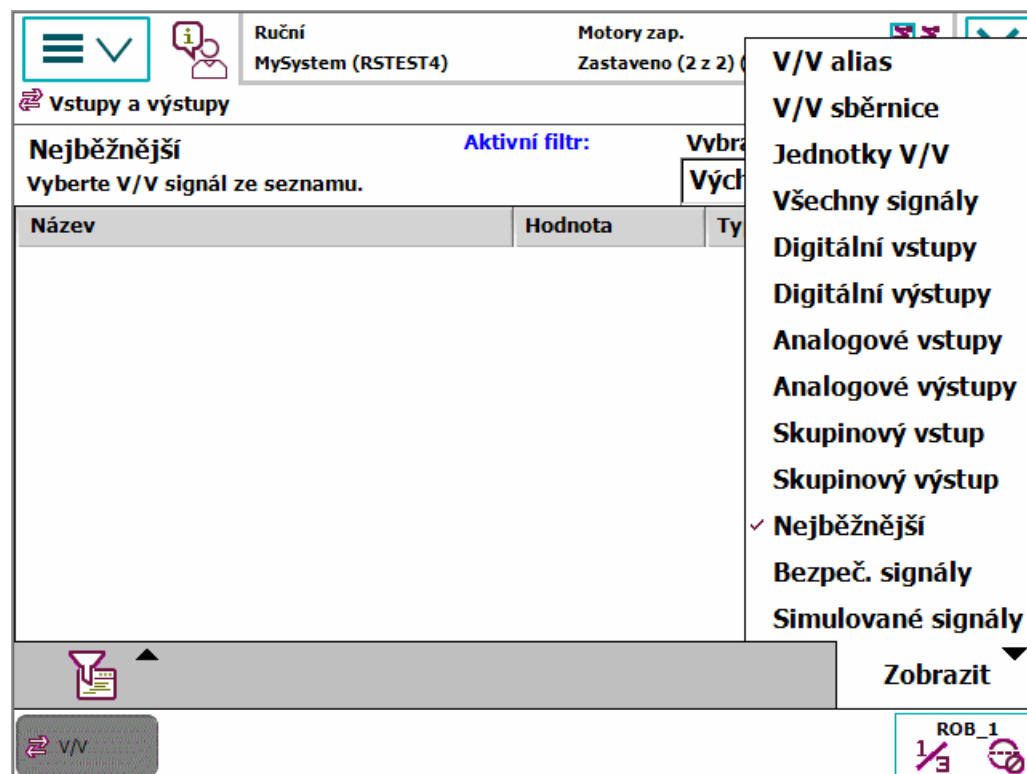 Ruční
MySystem (RSTEST4)
Motory zap.
Zastaveno (2 z 2) (
Vstupy a výstupy
Nejběžnější
Vyberte V/V signál ze seznamu.
Aktivní filtr:
Název
Hodnota
V/V alias
V/V sběrnice
Jednotky V/V
Všechny signály
Digitální vstupy
Digitální výstupy
Analogové vstupy
Analogové výstupy
Skupinový vstup
Skupinový výstup
Nejběžnější
Bezpeč. signály
Simulované signály
Zobrazit
V/V
ROB_1
1/3